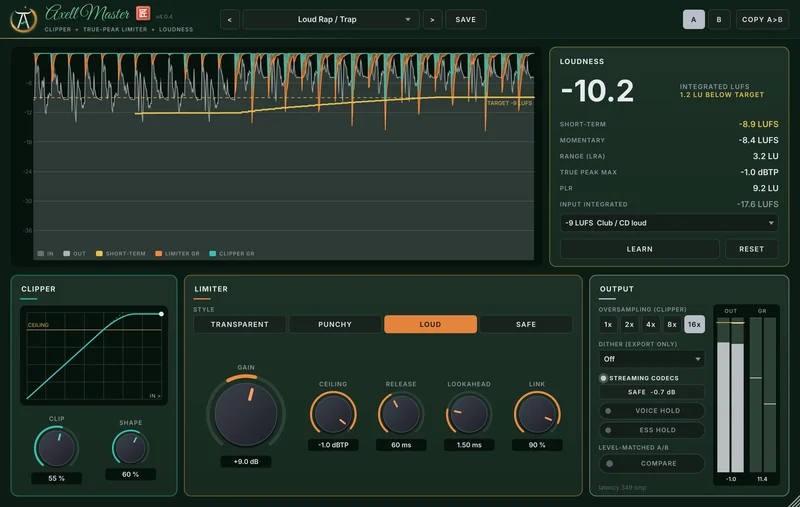 Axell Master v4.0.4
CLIPPER + TRUE-PEAK LIMITER + LOUDNESS
< Loud Rap / Trap > SAVE
A B COPY A>B
-6
-12
-18
-24
-30
-36
TARGET -9 LUFS
IN OUT SHORT-TERM LIMITER GR CLIPPER GR
LOUDNESS
-10.2
INTEGRATED LUFS
1.2 LU BELOW TARGET
SHORT-TERM -8.9 LUFS
MOMENTARY -8.4 LUFS
RANGE (LRA) 3.2 LU
TRUE PEAK MAX -1.0 dBTP
PLR 9.2 LU
INPUT INTEGRATED -17.6 LUFS
-9 LUFS Club / CD loud
LEARN RESET
CLIPPER
CEILING
IN >
CLIP SHAPE
55 % 60 %
LIMITER
STYLE
TRANSPARENT PUNCHY LOUD SAFE
GAIN
+9.0 dB
CEILING RELEASE LOOKAHEAD LINK
-1.0 dBTP 60 ms 1.50 ms 90 %
OUTPUT
OVERSAMPLING (CLIPPER)
1x 2x 4x 8x 16x
DITHER (EXPORT ONLY)
Off
STREAMING CODECS
SAFE -0.7 dB
VOICE HOLD
ESS HOLD
LEVEL-MATCHED A/B
COMPARE
latency 349 smp
OUT GR
-1.0 11.4